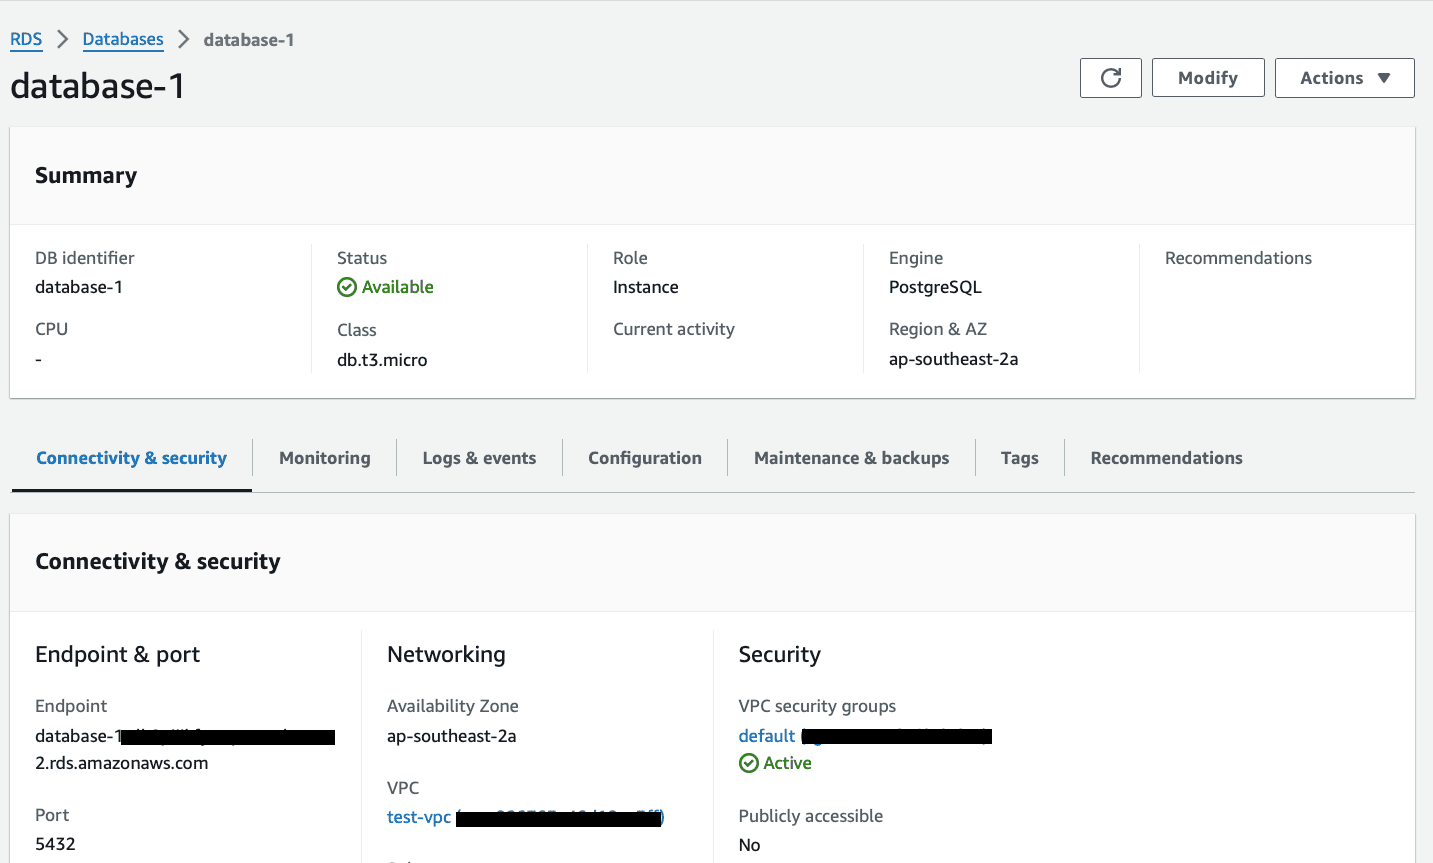 RDS > Databases > database-1
database-1
Modify
Actions
Summary
DB identifier
database-1
CPU
-
Status
Available
Class
db.t3.micro
Role
Instance
Current activity
Engine
PostgreSQL
Region & AZ
ap-southeast-2a
Recommendations
Connectivity & security
Monitoring
Logs & events
Configuration
Maintenance & backups
Tags
Recommendations
Connectivity & security
Endpoint & port
Endpoint
database-1
2.rds.amazonaws.com
Port
5432
Networking
Availability Zone
ap-southeast-2a
VPC
test-vpc
Security
VPC security groups
default
Active
Publicly accessible
No